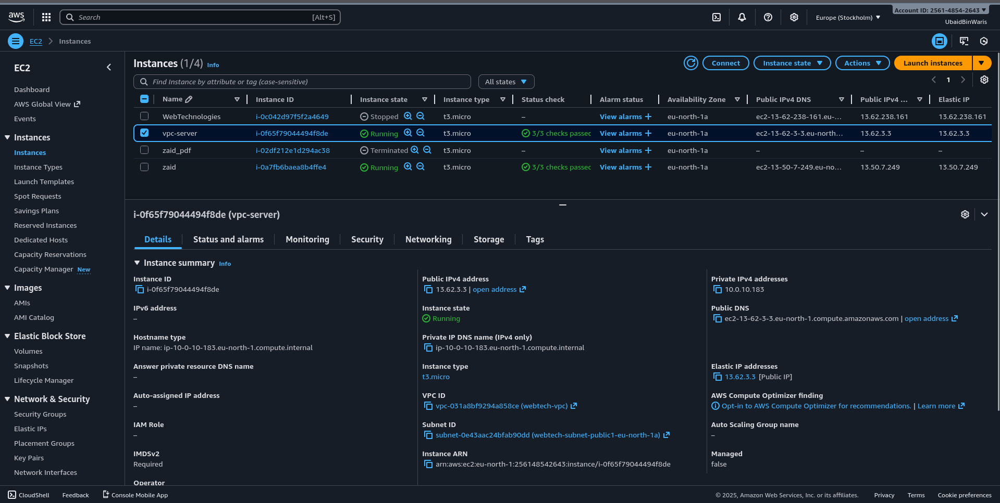 aws
Search [Alt+S]
Europe (Stockholm)
Account ID: 2561-4854-2643
UbaidBinWaris
EC2 Instances
EC2
Dashboard
AWS Global View
Events
Instances
Instances
Instance Types
Launch Templates
Spot Requests
Savings Plans
Reserved Instances
Dedicated Hosts
Capacity Reservations
Capacity Manager New
Images
AMIs
AMI Catalog
Elastic Block Store
Volumes
Snapshots
Lifecycle Manager
Network & Security
Security Groups
Elastic IPs
Placement Groups
Key Pairs
Network Interfaces
Instances (1/4) Info
Connect Instance state Actions Launch instances
Find Instance by attribute or tag (case-sensitive) All states
1
Name Instance ID Instance state Instance type Status check Alarm status Availability Zone Public IPv4 DNS Public IPv4 ... Elastic IP
WebTechnologies i-0c042d97f5f2a4649 Stopped t3.micro – View alarms + eu-north-1a ec2-13-62-238-161.eu-... 13.62.238.161 13.62.238.161
vpc-server i-0f65f79044494f8de Running t3.micro 3/3 checks passed View alarms + eu-north-1a ec2-13-62-3-3.eu-north... 13.62.3.3 13.62.3.3
zaid_pdf i-02df212e1d294ac38 Terminated t3.micro – View alarms + eu-north-1a – – –
zaid i-0a7fb6baea8b4ffe4 Running t3.micro 3/3 checks passed View alarms + eu-north-1a ec2-13-50-7-249.eu-no... 13.50.7.249 13.50.7.249
i-0f65f79044494f8de (vpc-server)
Details Status and alarms Monitoring Security Networking Storage Tags
Instance summary Info
Instance ID
i-0f65f79044494f8de
Public IPv4 address
13.62.3.3 | open address
Private IPv4 addresses
10.0.10.183
IPv6 address
–
Instance state
Running
Public DNS
ec2-13-62-3-3.eu-north-1.compute.amazonaws.com | open address
Hostname type
IP name: ip-10-0-10-183.eu-north-1.compute.internal
Private IP DNS name (IPv4 only)
ip-10-0-10-183.eu-north-1.compute.internal
Answer private resource DNS name
–
Instance type
t3.micro
Elastic IP addresses
13.62.3.3 [Public IP]
Auto-assigned IP address
–
VPC ID
vpc-031a8bf9294a858ce (webtech-vpc)
AWS Compute Optimizer finding
Opt-in to AWS Compute Optimizer for recommendations. | Learn more
IAM Role
–
Subnet ID
subnet-0e43aac24bfab90dd (webtech-subnet-public1-eu-north-1a)
Auto Scaling Group name
–
IMDSv2
Required
Instance ARN
arn:aws:ec2:eu-north-1:256148542643:instance/i-0f65f79044494f8de
Managed
false
Operator
CloudShell Feedback Console Mobile App
© 2025, Amazon Web Services, Inc. or its affiliates. Privacy Terms Cookie preferences